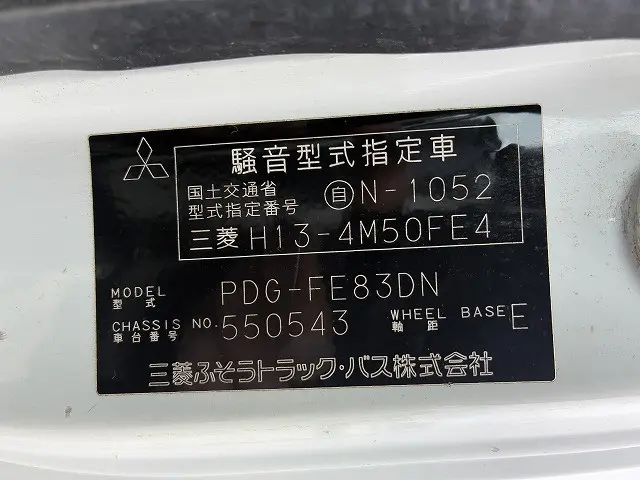 騒音型式指定車
国土交通省
型式指定番号 自N-1052
三菱 H13-4M50FE4
MODEL
型式 PDG-FE83DN
CHASSIS NO.
車台番号 550543 WHEEL BASE
軸距 E
三菱ふそうトラック・バス株式会社